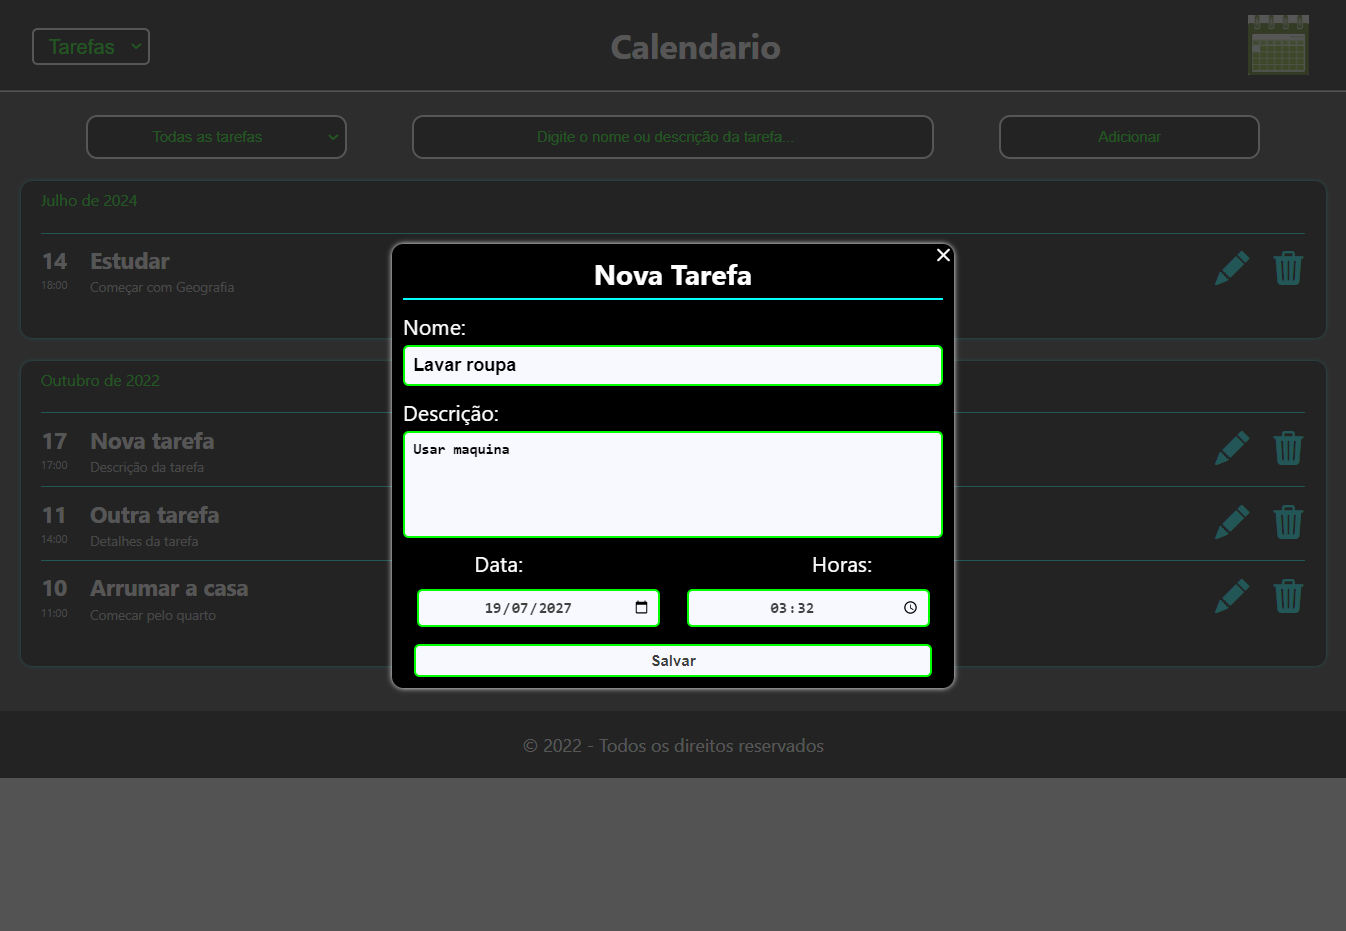 Tarefas
Calendario
Todas as tarefas
Digite o nome ou descrição da tarefa...
Adicionar
Julho de 2024
14 Estudar
18:00 Começar com Geografia
Outubro de 2022
17 Nova tarefa
17:00 Descrição da tarefa
11 Outra tarefa
14:00 Detalhes da tarefa
10 Arrumar a casa
11:00 Comecar pelo quarto
Nova Tarefa
Nome:
Lavar roupa
Descrição:
Usar maquina
Data: Horas:
19/07/2027 03:32
Salvar
© 2022 - Todos os direitos reservados